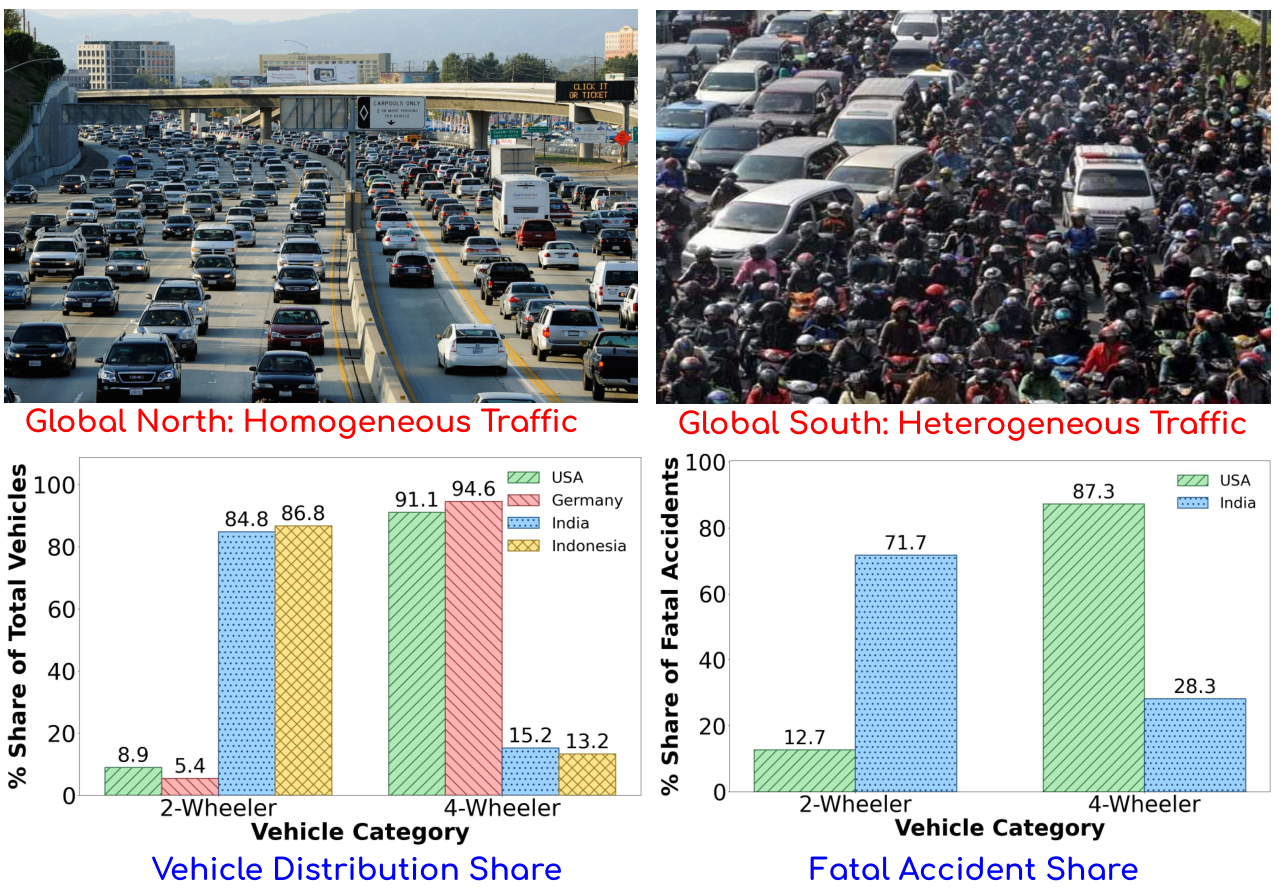 CLICK IT
OR TICKET
CARPOOLS ONLY
Global North: Homogeneous Traffic
Global South: Heterogeneous Traffic
% Share of Total Vehicles
100
80
60
40
20
0
8.9
5.4
84.8
86.8
91.1
94.6
15.2
13.2
USA
Germany
India
Indonesia
2-Wheeler
4-Wheeler
Vehicle Category
Vehicle Distribution Share
% Share of Fatal Accidents
100
80
60
40
20
0
12.7
71.7
87.3
28.3
USA
India
2-Wheeler
4-Wheeler
Vehicle Category
Fatal Accident Share